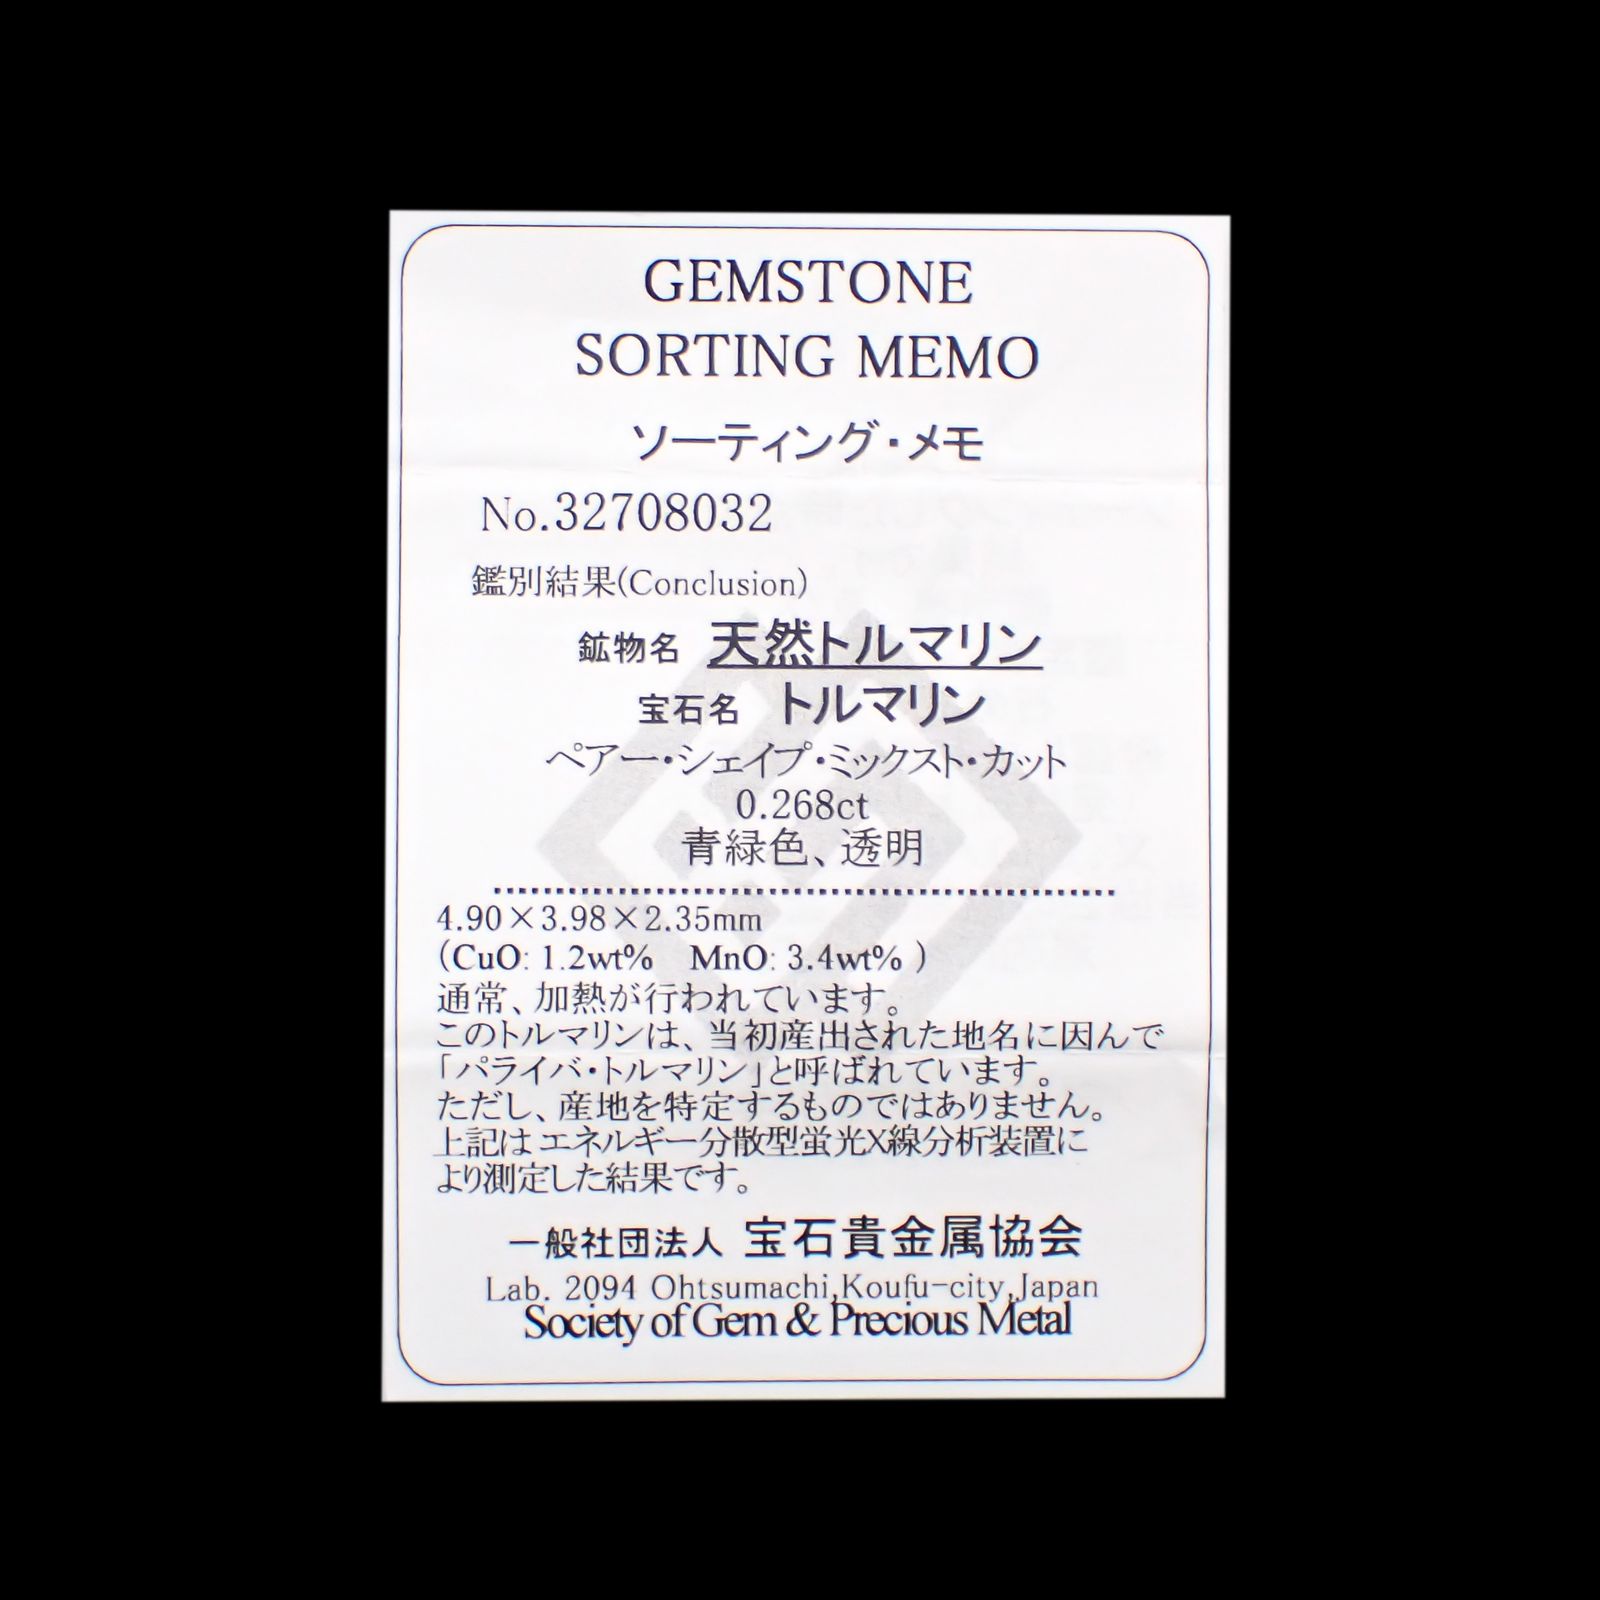 GEMSTONE
SORTING MEMO
ソーティング・メモ
No.32708032
鑑別結果(Conclusion)
鉱物名 天然トルマリン
宝石名 トルマリン
ペアー・シェイプ・ミックスト・カット
0.268ct
青緑色、透明
4.90×3.98×2.35mm
(CuO: 1.2wt% MnO: 3.4wt% )
通常、加熱が行われています。
このトルマリンは、当初産出された地名に因んで
「パライバ・トルマリン」と呼ばれています。
ただし、産地を特定するものではありません。
上記は エネルギー分散型蛍光X線分析装置に
より測定した結果です。
一般社団法人 宝石貴金属協会
Lab. 2094 Ohtsumachi,Koufu-city,Japan
Society of Gem & Precious Metal